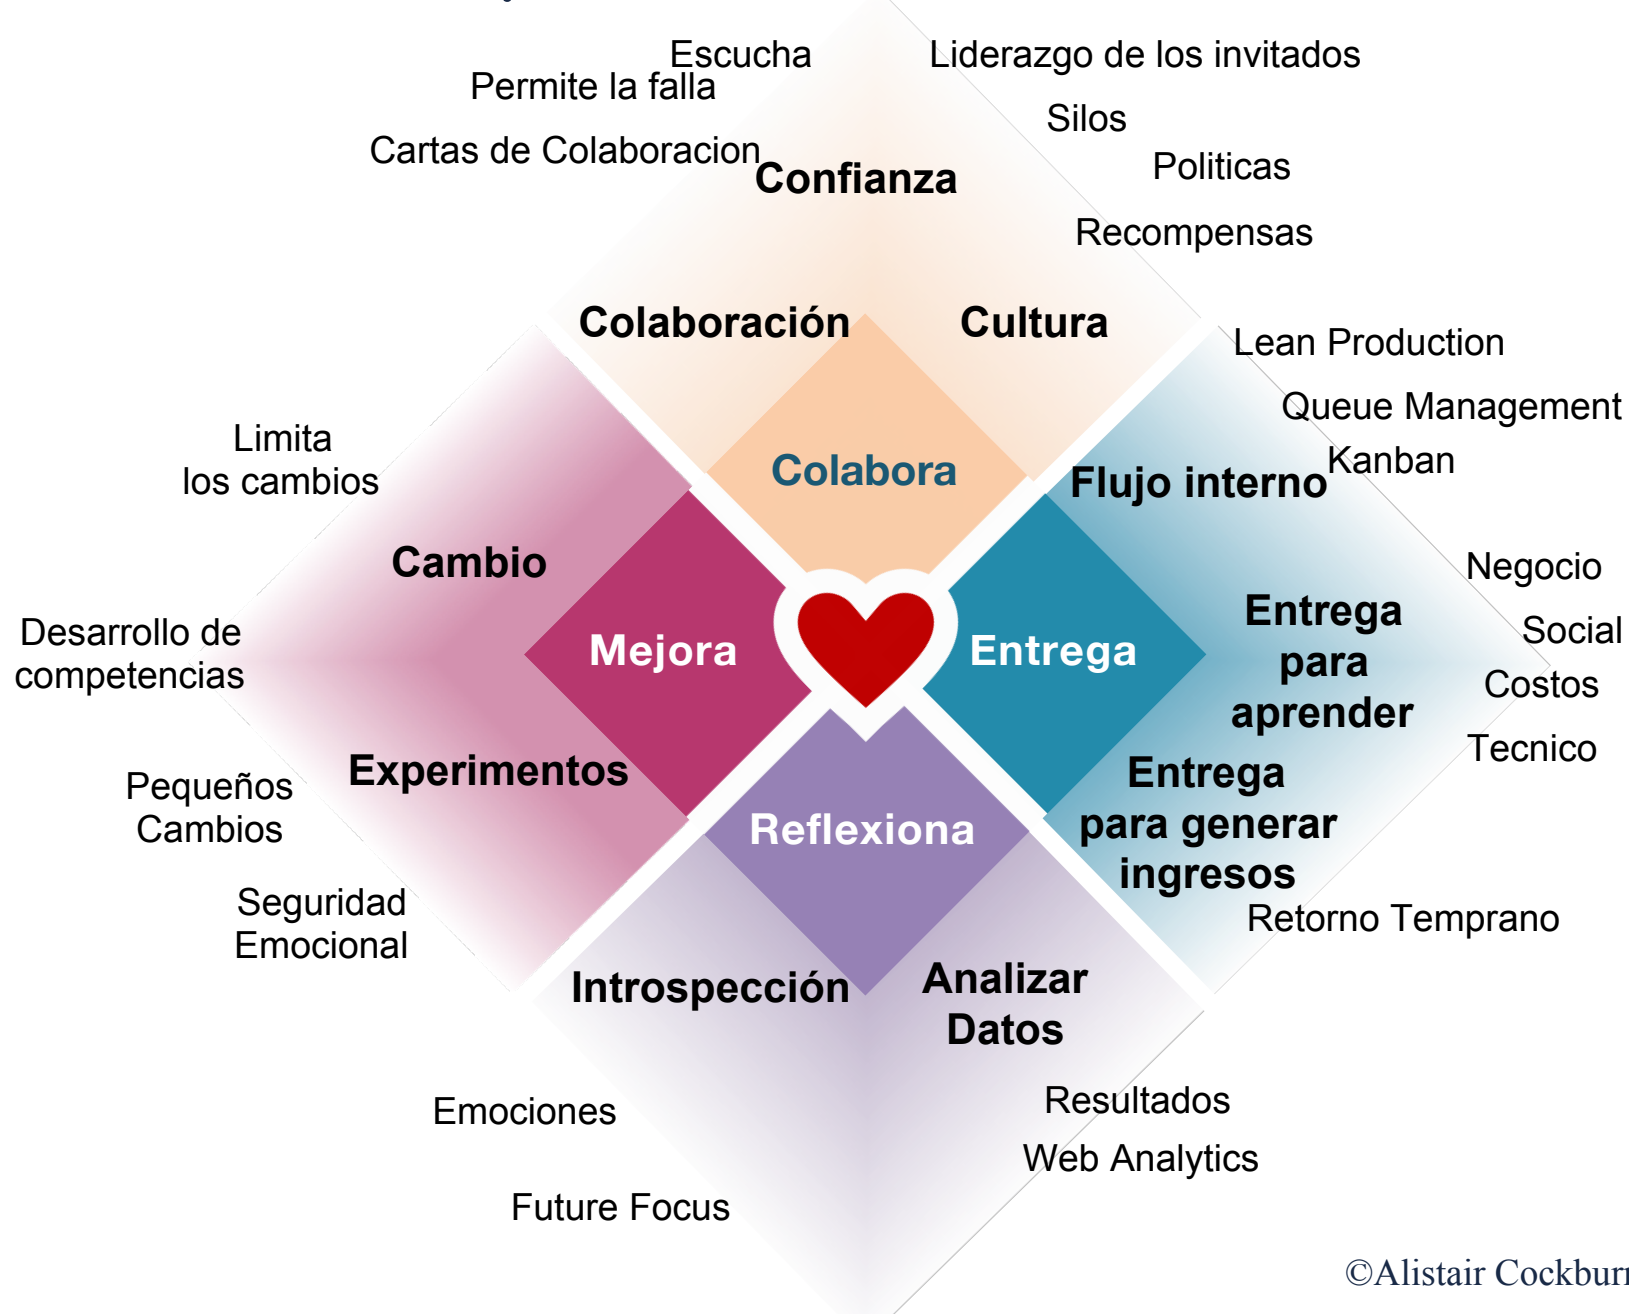 Escucha
Liderazgo de los invitados
Permite la falla
Silos
Cartas de Colaboracion
Politicas
Confianza
Recompensas
Colaboración
Cultura
Lean Production
Queue Management
Limita
los cambios
Colabora
Kanban
Flujo interno
Cambio
Negocio
Entrega
para
aprender
Social
Desarrollo de
competencias
Mejora
Entrega
Costos
Tecnico
Experimentos
Entrega
para generar
ingresos
Pequeños
Cambios
Reflexiona
Seguridad
Emocional
Retorno Temprano
Introspección
Analizar
Datos
Emociones
Resultados
Web Analytics
Future Focus
©Alistair Cockburn